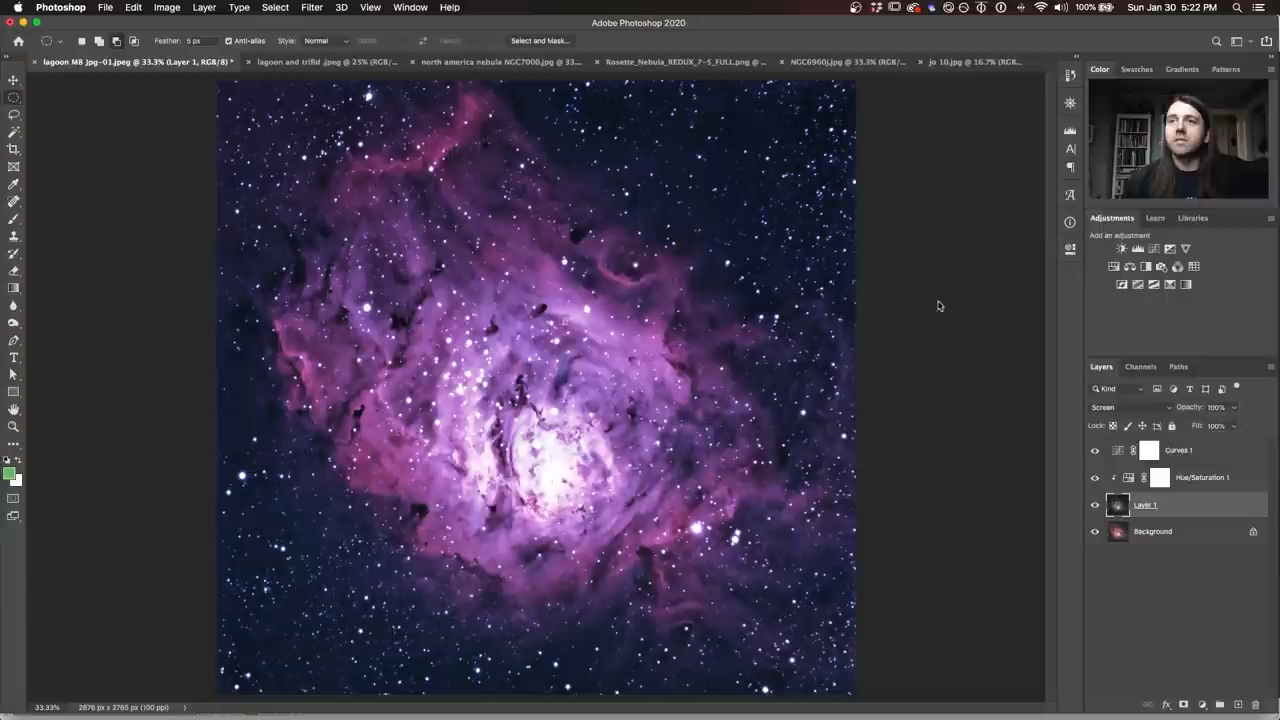 Photoshop File Edit Image Layer Type Select Filter 3D View Window Help 100% Sun Jan 30 5:22 PM
Adobe Photoshop 2020
Feather: 5 px Anti-alias Style: Normal Select and Mask...
lagoon M8 jpg-01.jpeg @ 33.3% (Layer 1, RGB/8) * lagoon and trifid .jpeg @ 25% (RGB/... north america nebula NGC7000.jpg @ 33.... Rosette_Nebula_REDUX_7-5_FULL.png @ ... NGC6960j.jpg @ 33.3% (RGB/... jo 10.jpg @ 16.7% (RGB...
Color Swatches Gradients Patterns
Adjustments Learn Libraries
Add an adjustment
Layers Channels Paths
Kind
Screen Opacity: 100%
Lock: Fill: 100%
Curves 1
Hue/Saturation 1
Layer 1
Background
33.33% 2876 px x 2765 px (100 ppi)